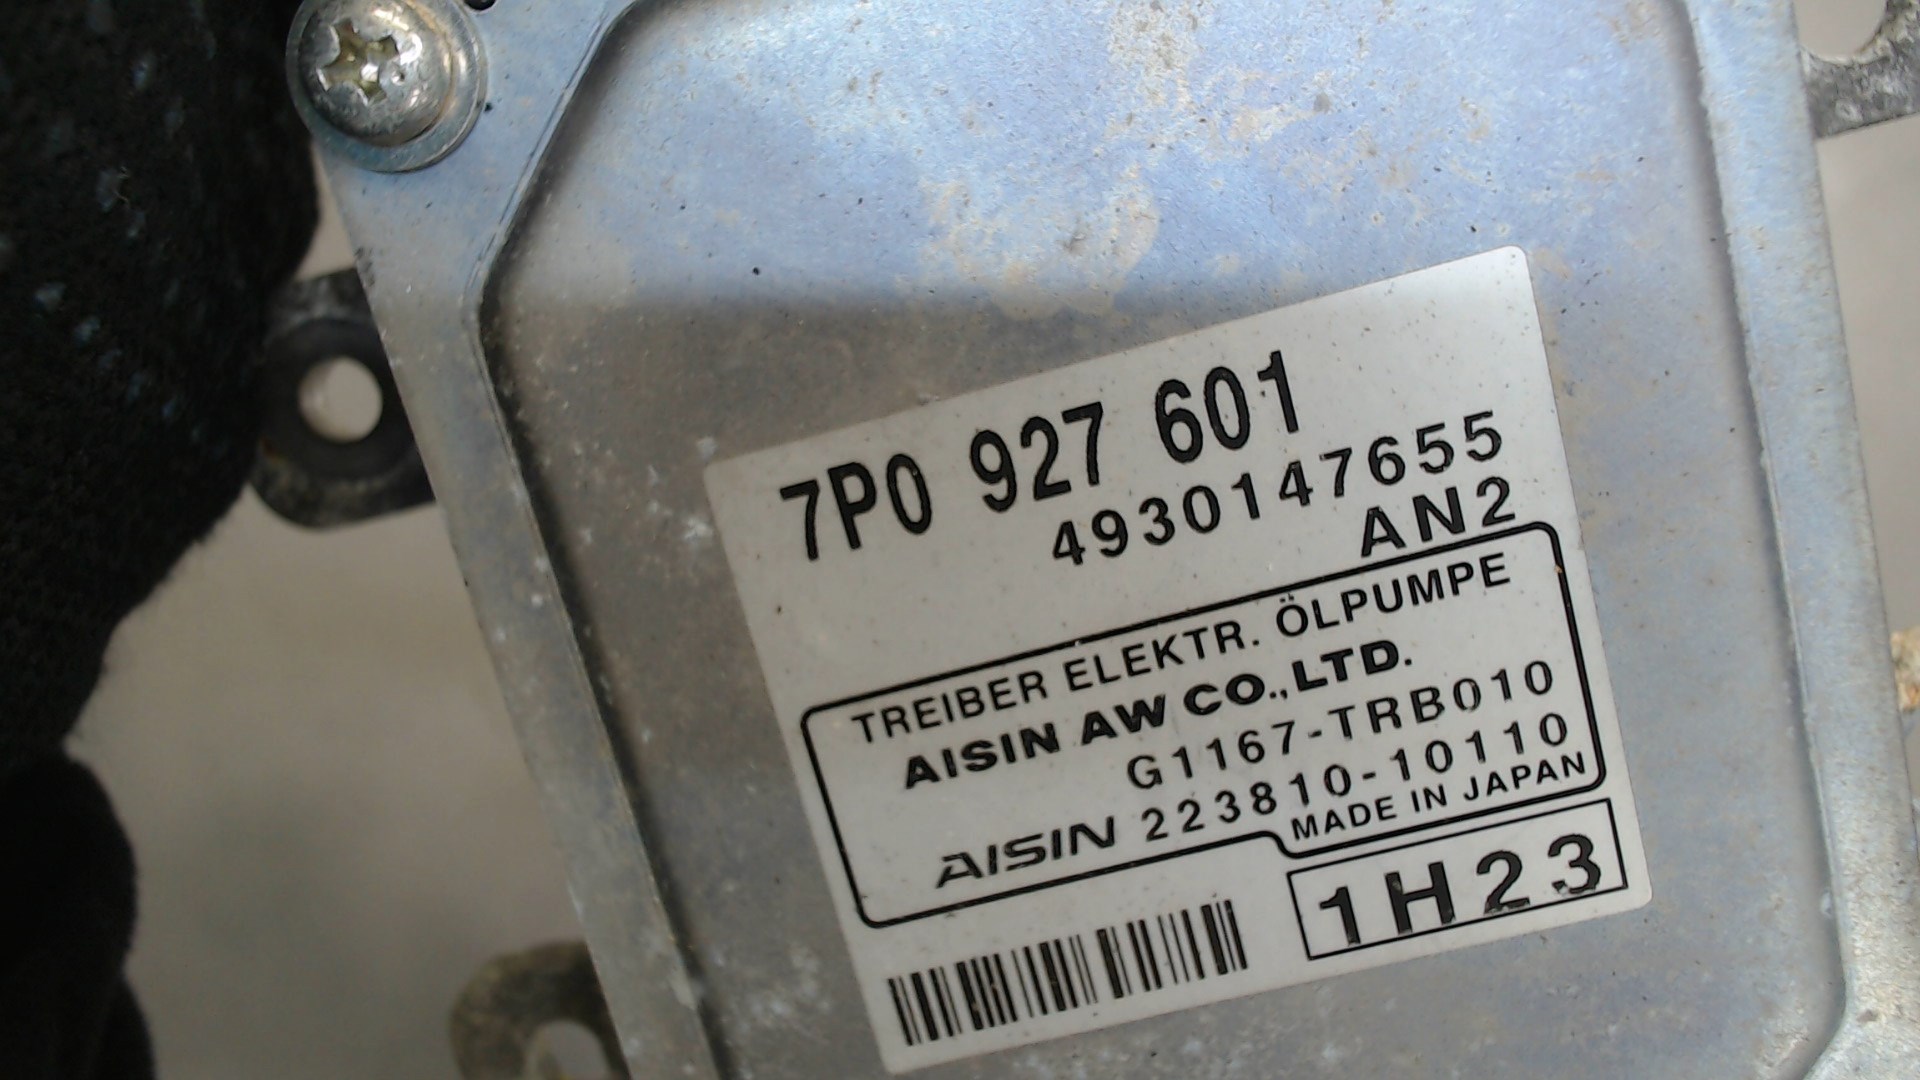 7P0 927 601
4930147655
AN2
TREIBER ELEKTR. ÖLPUMPE
AISIN AW CO., LTD.
G1167-TRB010
AISIN 223810-10110
MADE IN JAPAN
1H23